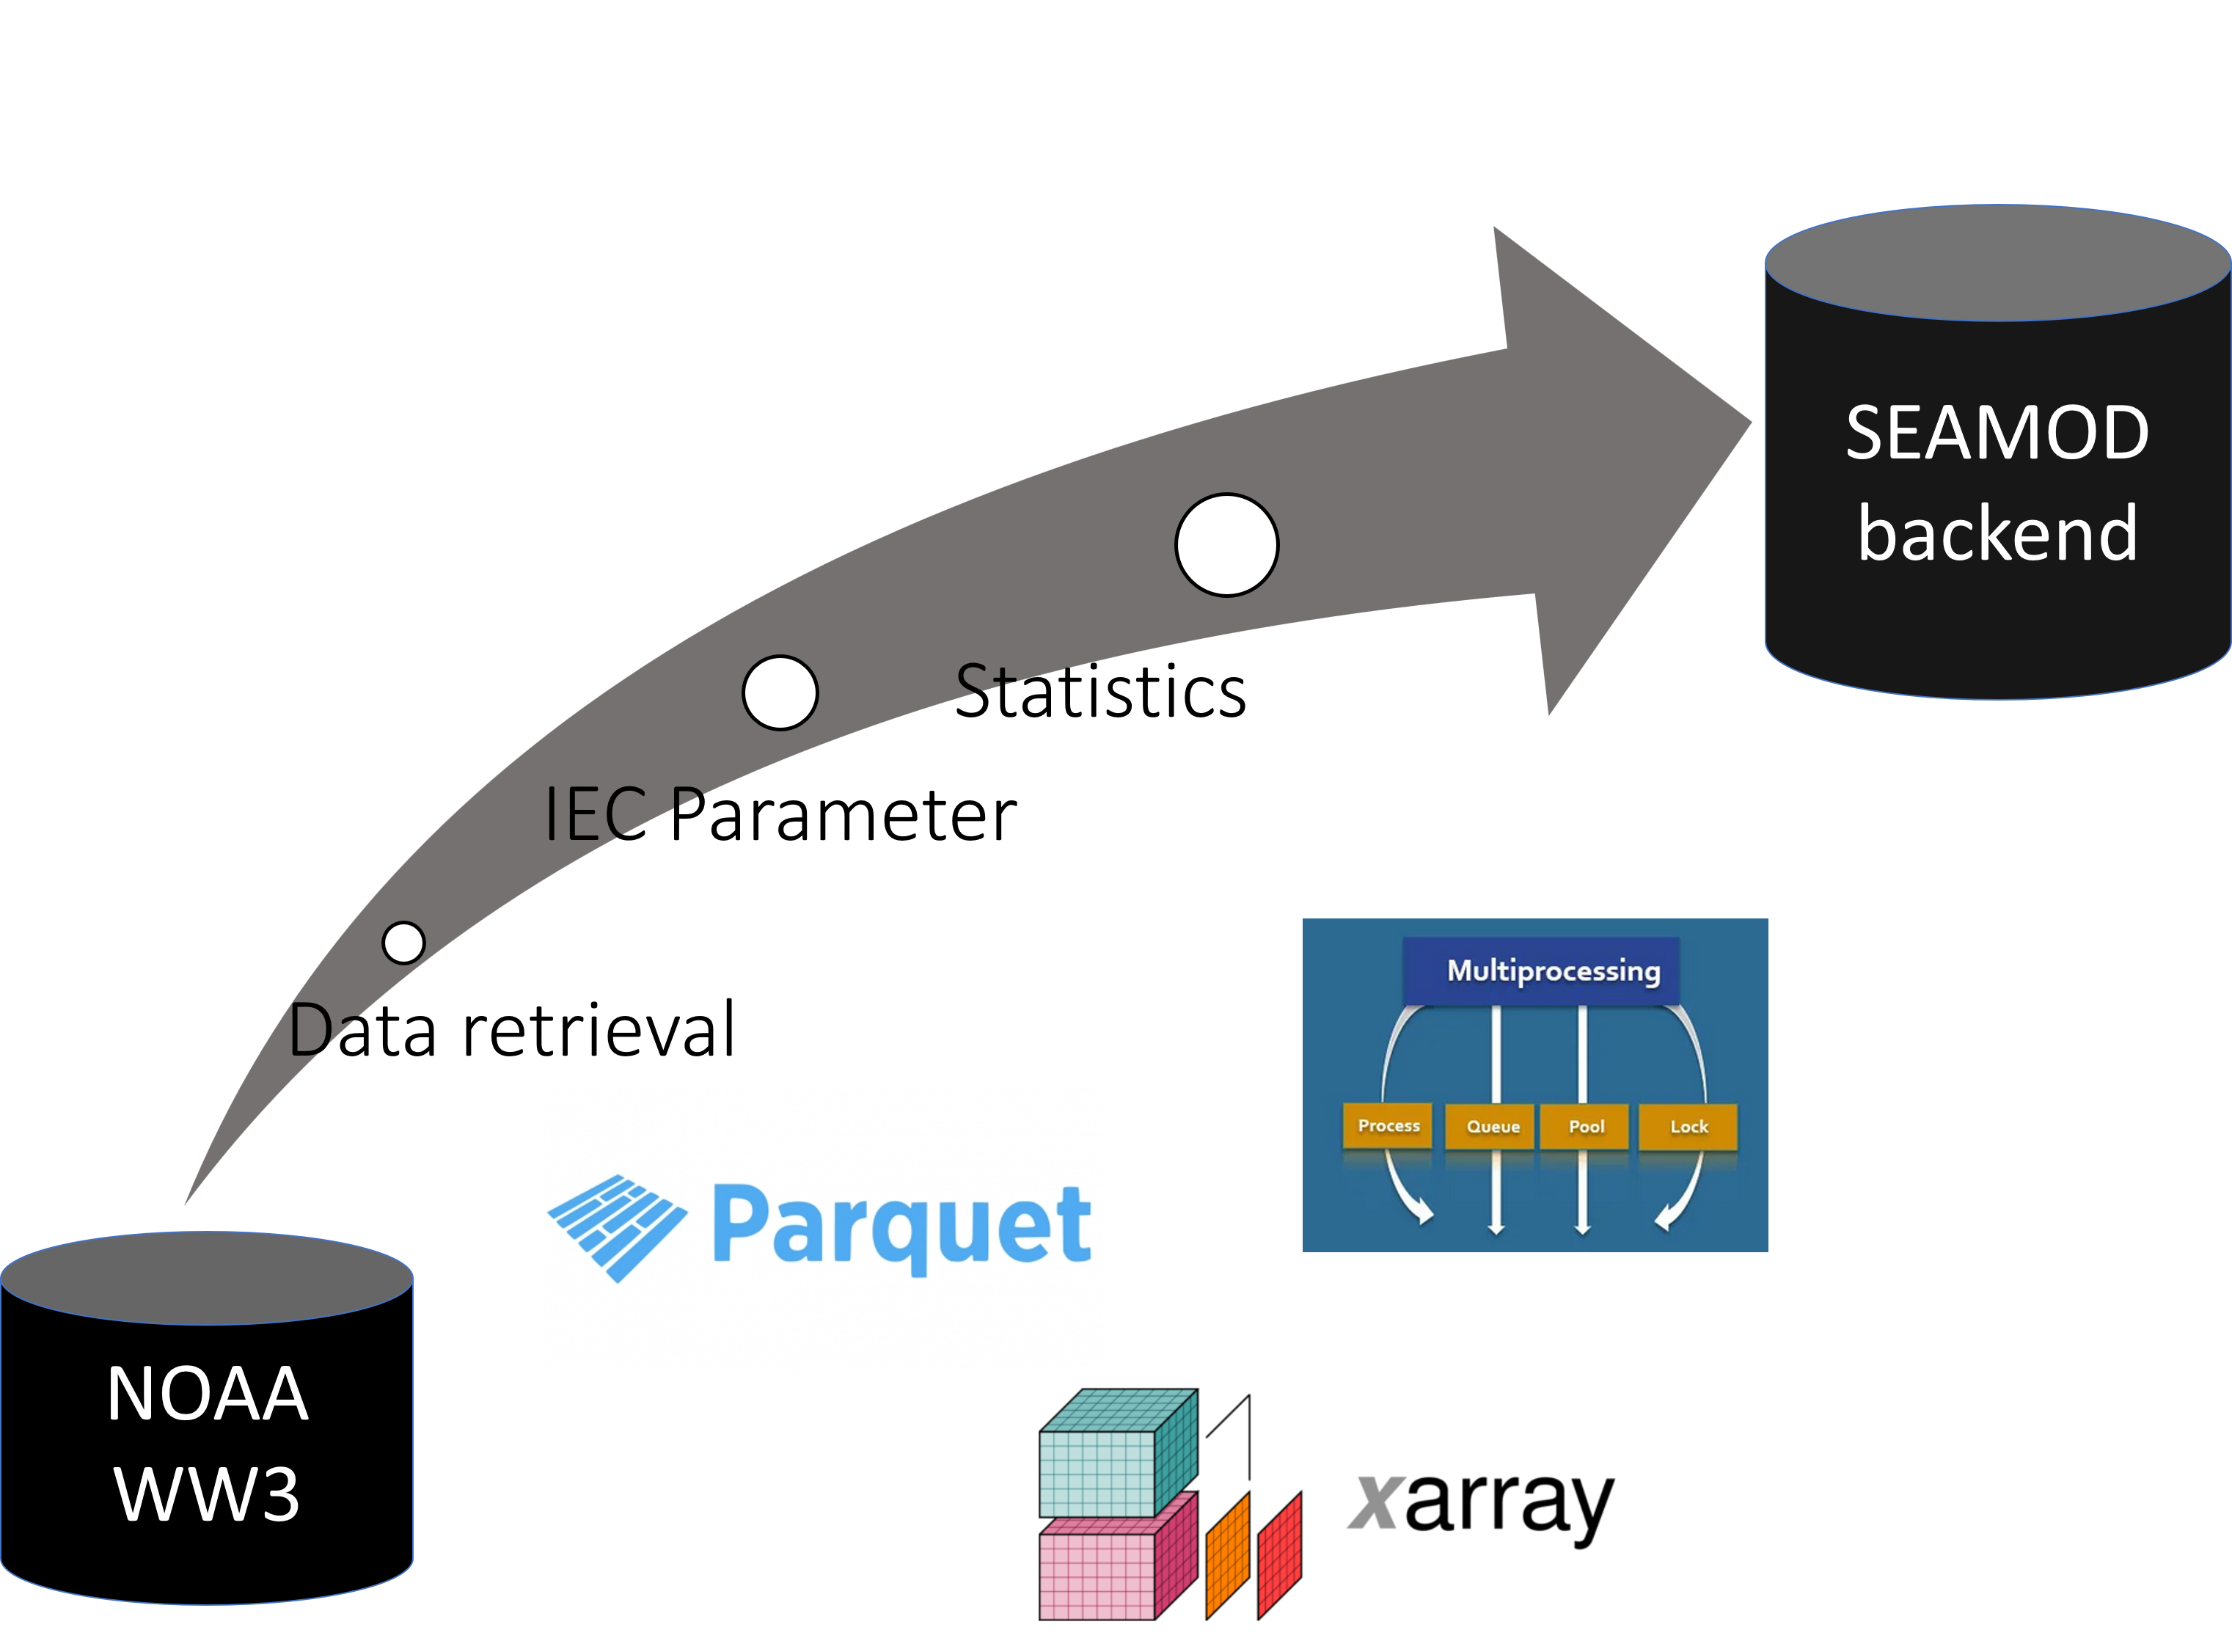 SEAMOD
backend
Statistics
IEC Parameter
Data retrieval
Multiprocessing
Process Queue Pool Lock
Parquet
NOAA
WW3
xarray